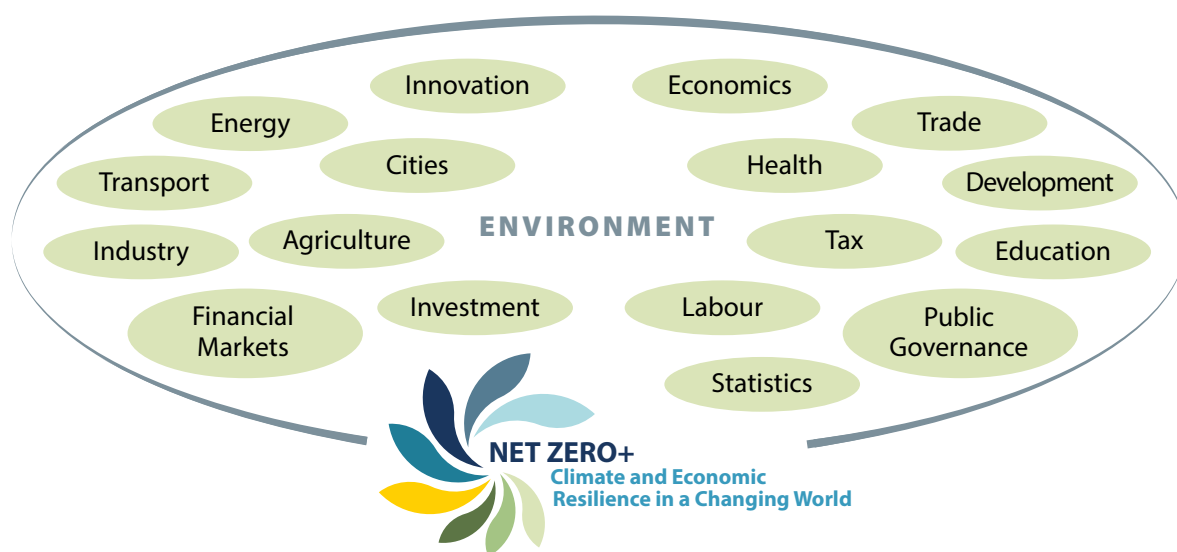 Innovation
Economics
Energy
Trade
Cities
Health
Transport
Development
ENVIRONMENT
Industry
Agriculture
Tax
Education
Investment
Labour
Financial
Markets
Public
Governance
Statistics
NET ZERO+
Climate and Economic
Resilience in a Changing World